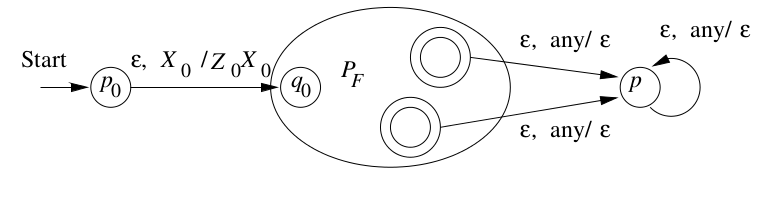 Start
p0
ε, X0 / Z0X0
q0
PF
ε, any/ ε
ε, any/ ε
p
ε, any/ ε